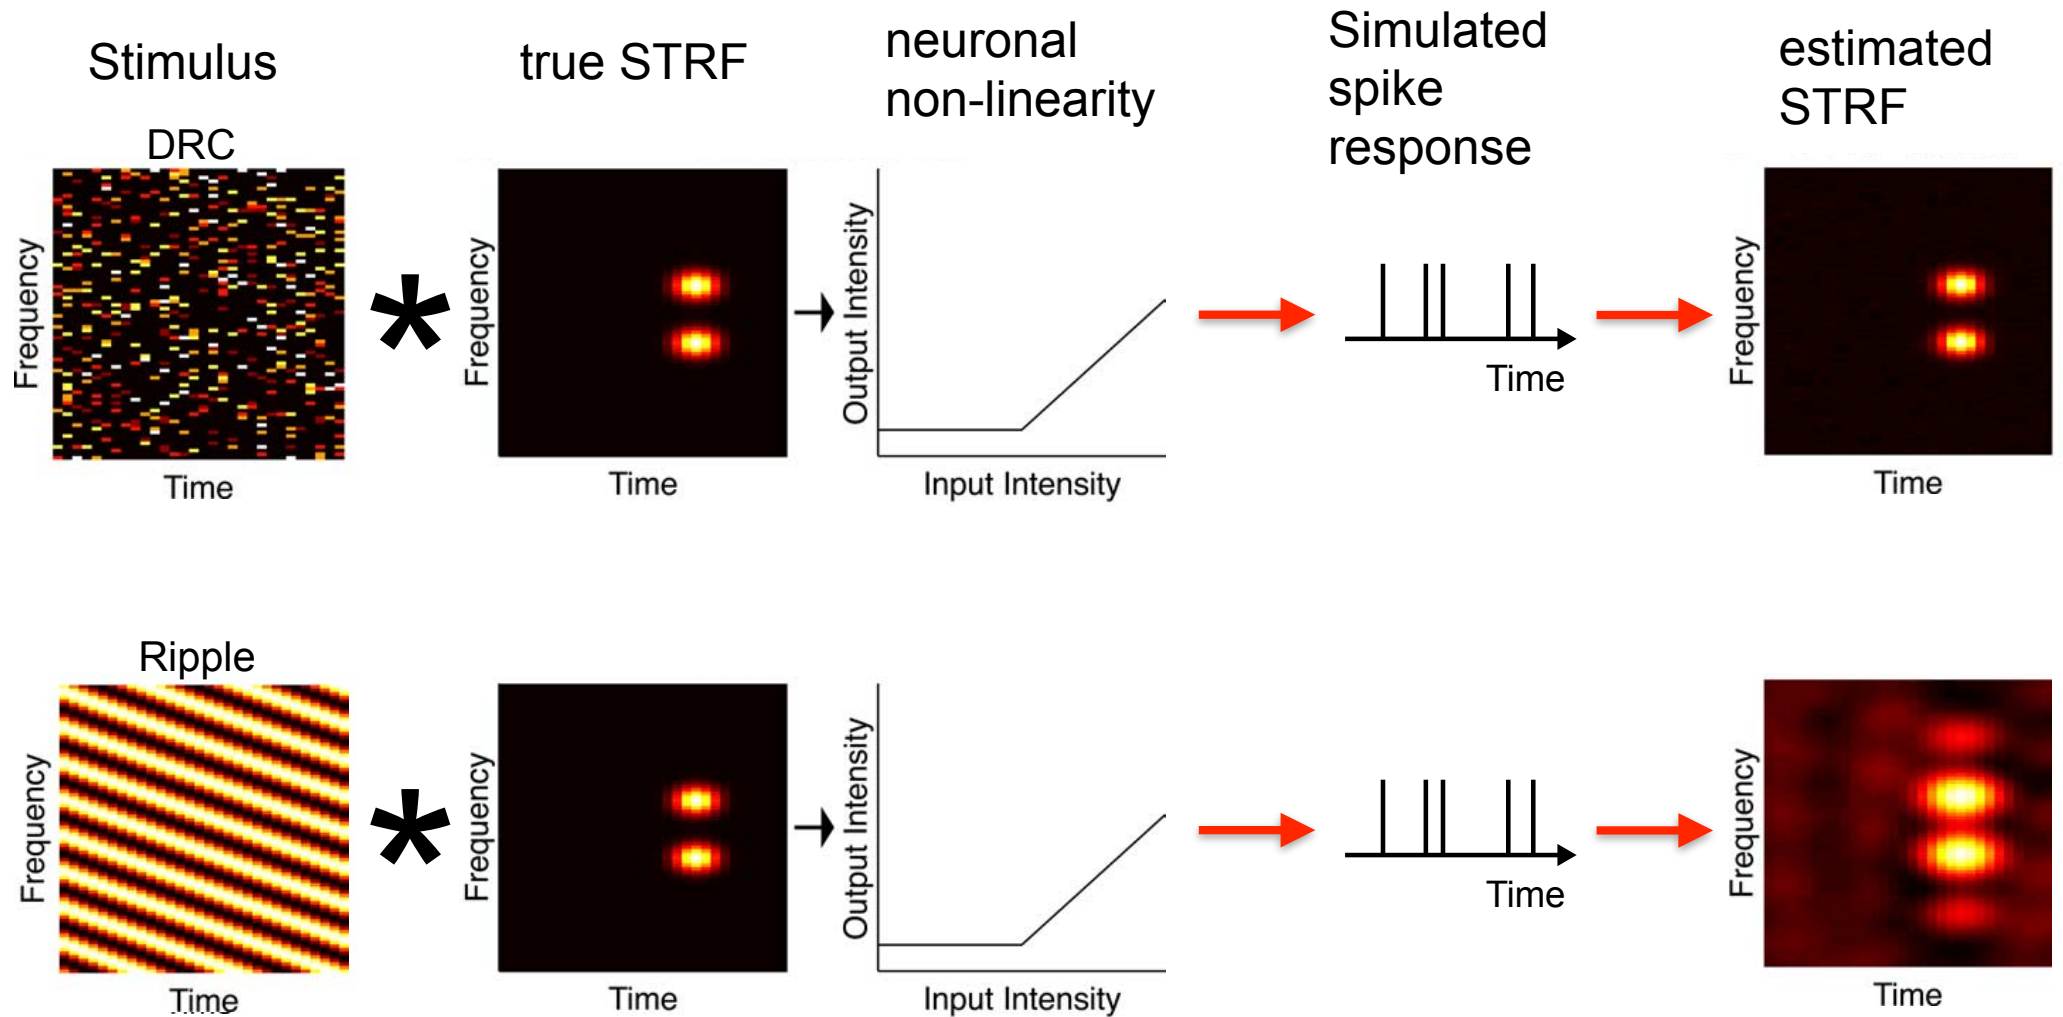 Stimulus
true STRF
neuronal
non-linearity
Simulated
spike
response
estimated
STRF
DRC
Frequency
Time
Frequency
Time
Output Intensity
Input Intensity
Time
Frequency
Time
Ripple
Frequency
Time
Frequency
Time
Output Intensity
Input Intensity
Time
Frequency
Time